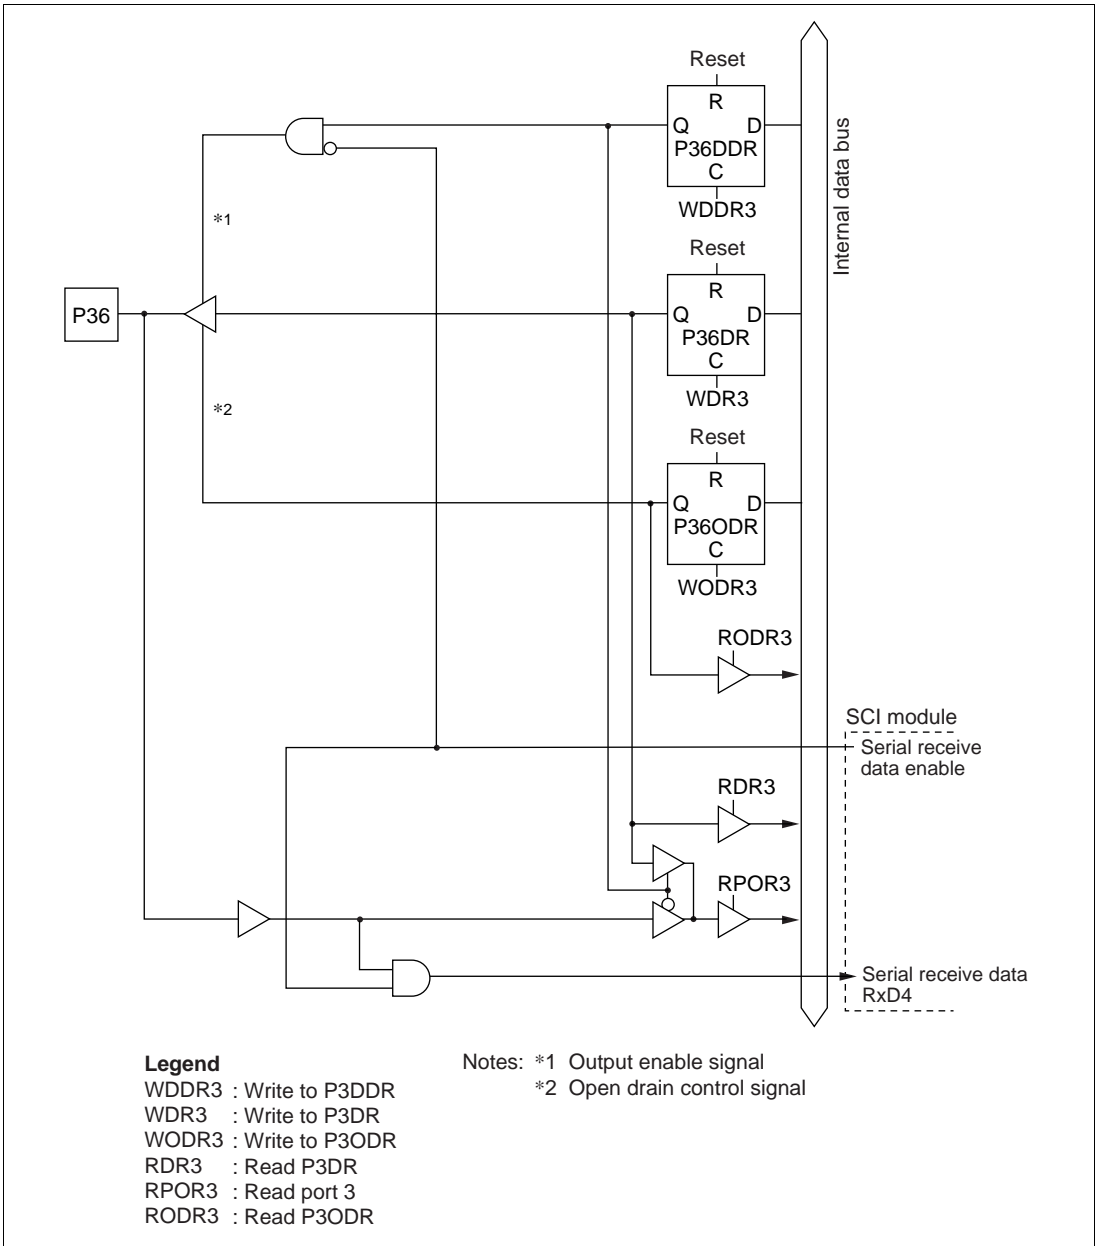 Reset
R
Q D
P36DDR
C
WDDR3
Internal data bus
*1
Reset
R
P36
Q D
P36DR
C
WDR3
*2
Reset
R
Q D
P36ODR
C
WODR3
RODR3
SCI module
Serial receive
data enable
RDR3
RPOR3
Serial receive data
RxD4
Legend
WDDR3 : Write to P3DDR
WDR3 : Write to P3DR
WODR3 : Write to P3ODR
RDR3 : Read P3DR
RPOR3 : Read port 3
RODR3 : Read P3ODR
Notes: *1 Output enable signal
*2 Open drain control signal